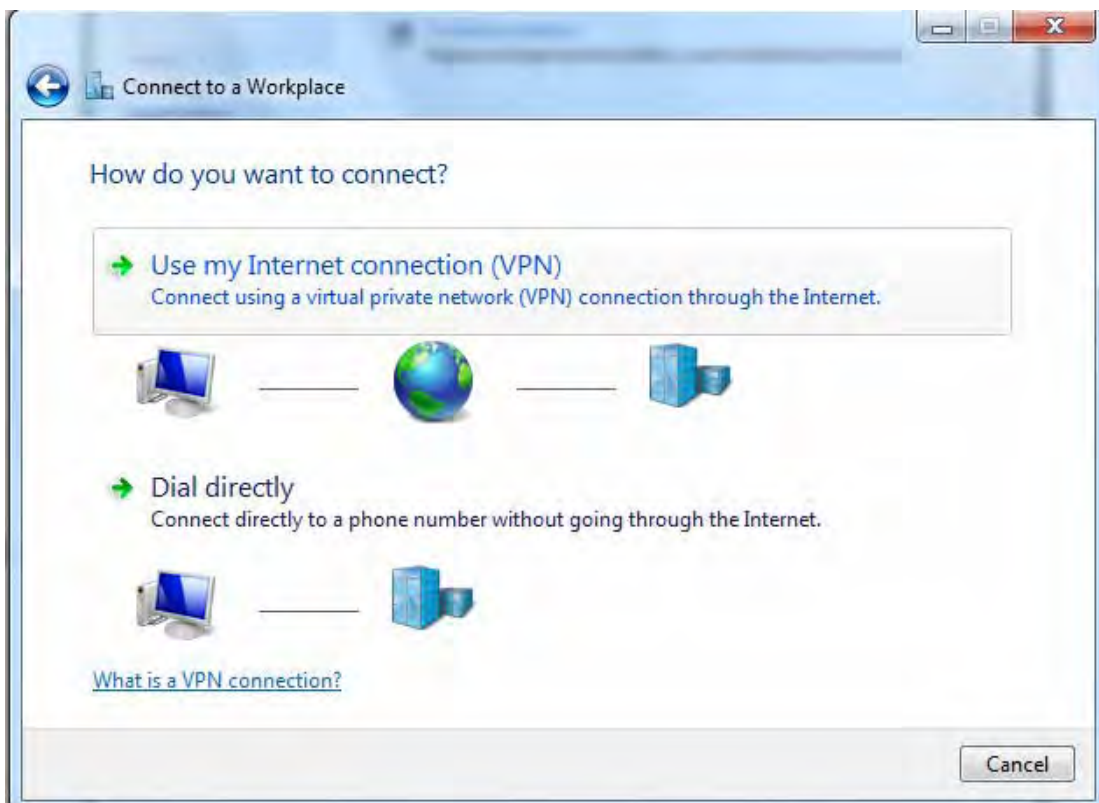 Connect to a Workplace
How do you want to connect?
Use my Internet connection (VPN)
Connect using a virtual private network (VPN) connection through the Internet.
Dial directly
Connect directly to a phone number without going through the Internet.
What is a VPN connection?
Cancel